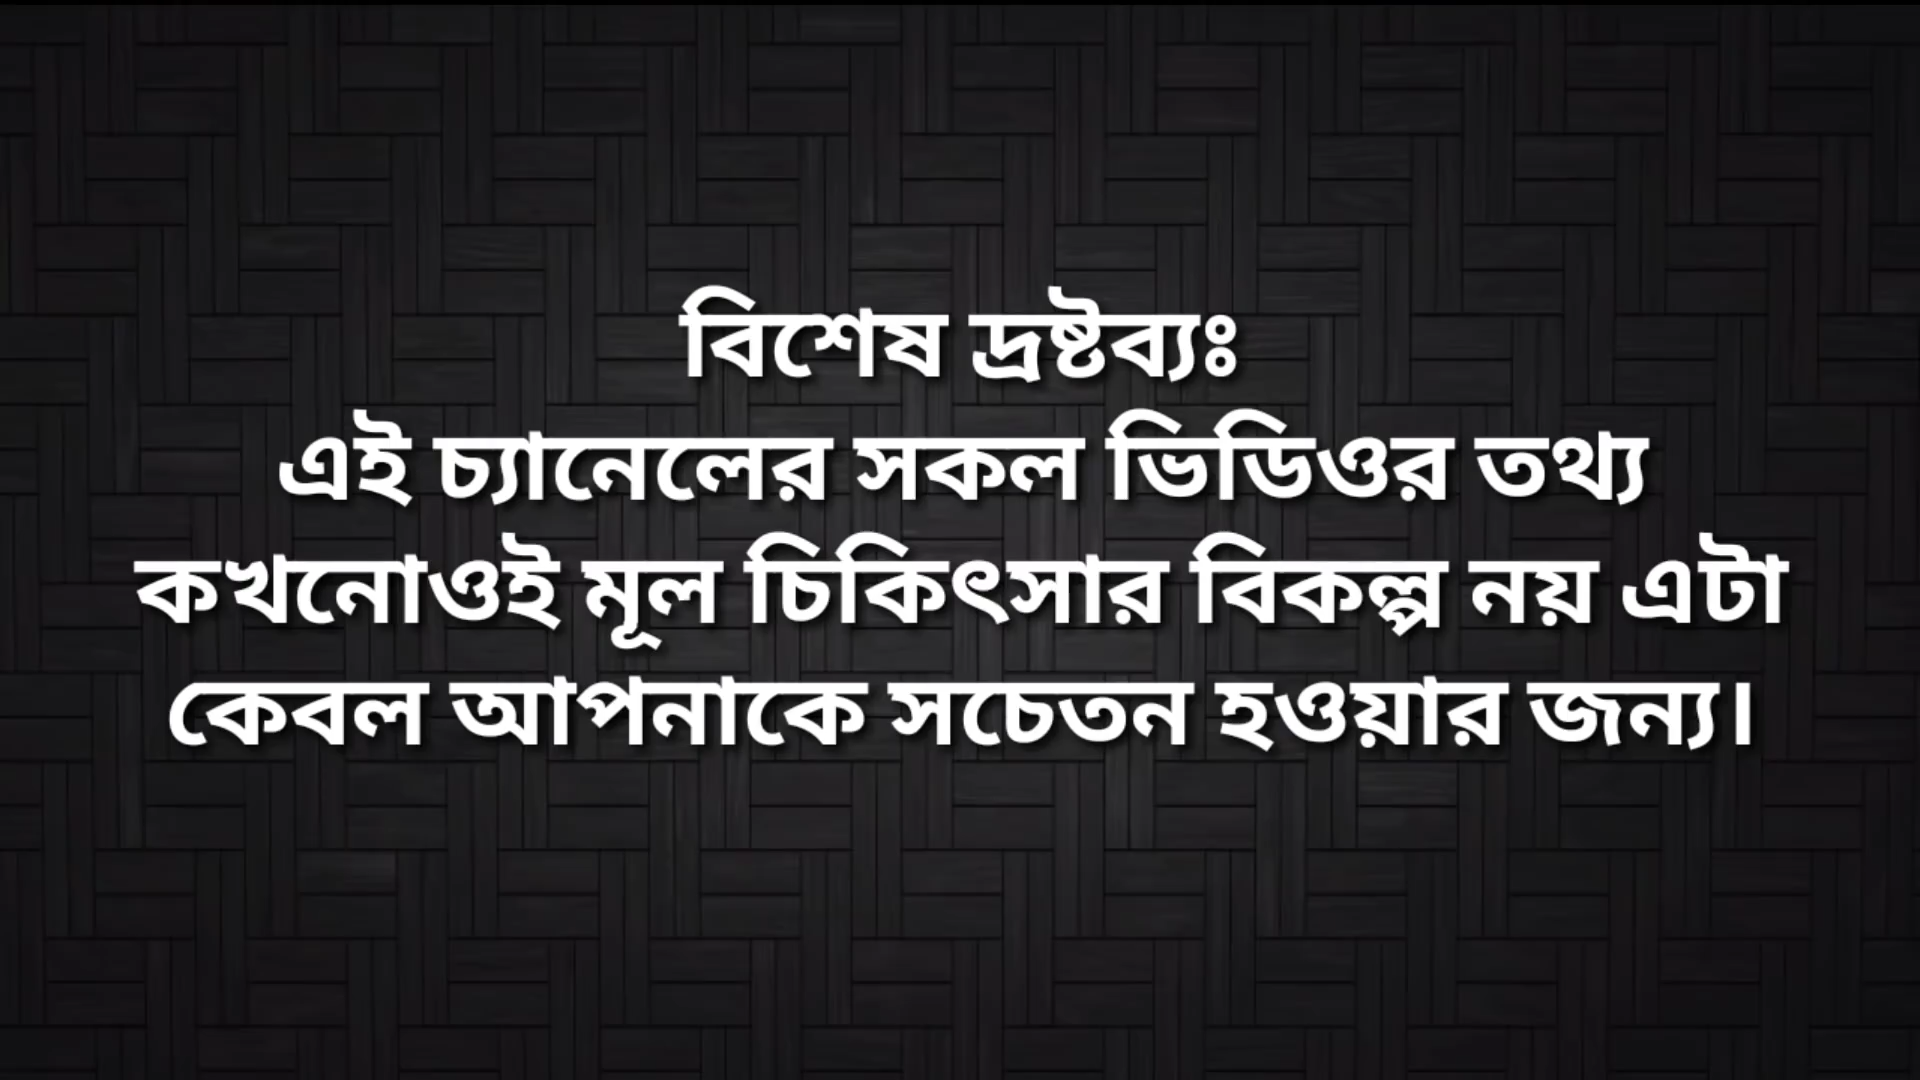 বিশেষ দ্রষ্টব্যঃ
এই চ্যানেলের সকল ভিডিওর তথ্য
কখনোওই মূল চিকিৎসার বিকল্প নয় এটা
কেবল আপনাকে সচেতন হওয়ার জন্য।